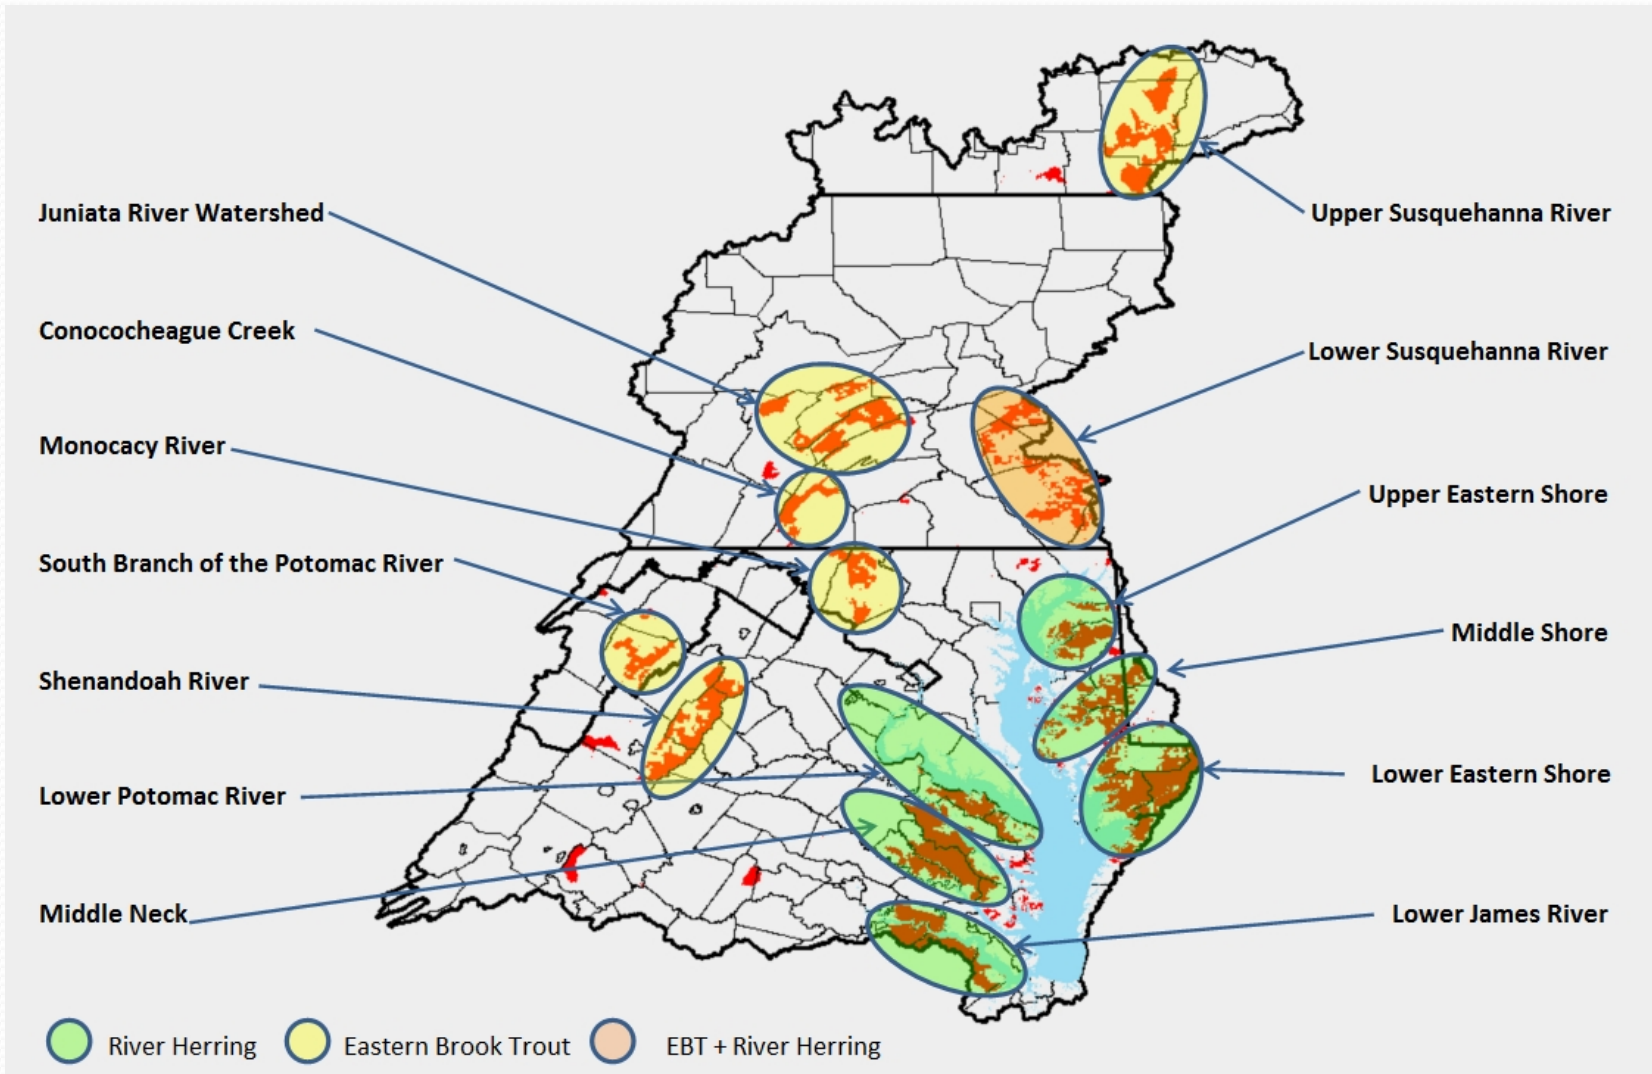 Juniata River Watershed
Upper Susquehanna River
Conococheague Creek
Lower Susquehanna River
Monocacy River
Upper Eastern Shore
South Branch of the Potomac River
Middle Shore
Shenandoah River
Lower Eastern Shore
Lower Potomac River
Middle Neck
Lower James River
River Herring
Eastern Brook Trout
EBT + River Herring